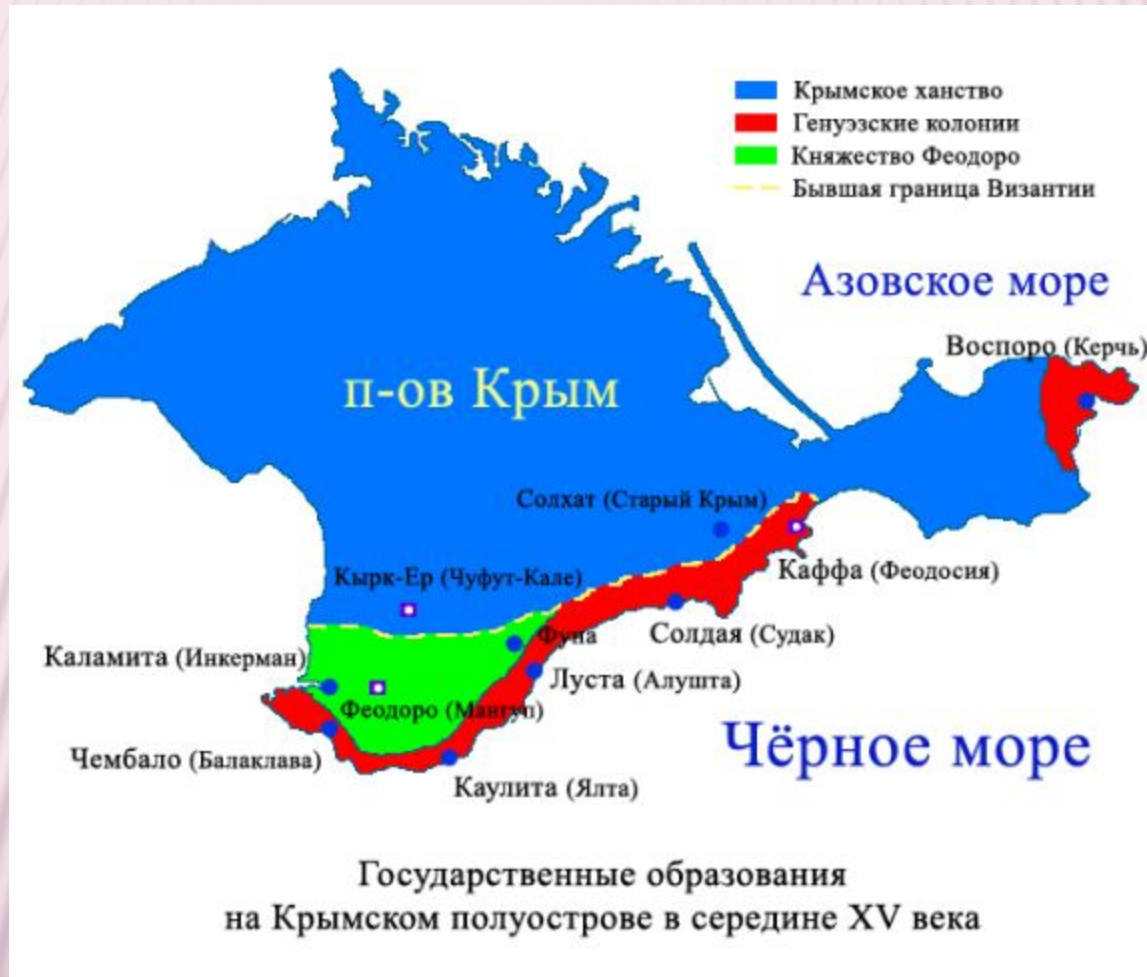 Крымское ханство
Генуэзские колонии
Княжество Феодоро
Бывшая граница Византии
Азовское море
Воспоро (Керчь)
п-ов Крым
Солхат (Старый Крым)
Каффа (Феодосия)
Кырк-Ер (Чуфут-Кале)
Солдая (Судак)
Фуна
Каламита (Инкерман)
Луста (Алушта)
Феодоро (Мангуп)
Чёрное море
Чембало (Балаклава)
Каулита (Ялта)
Государственные образования
на Крымском полуострове в середине XV века